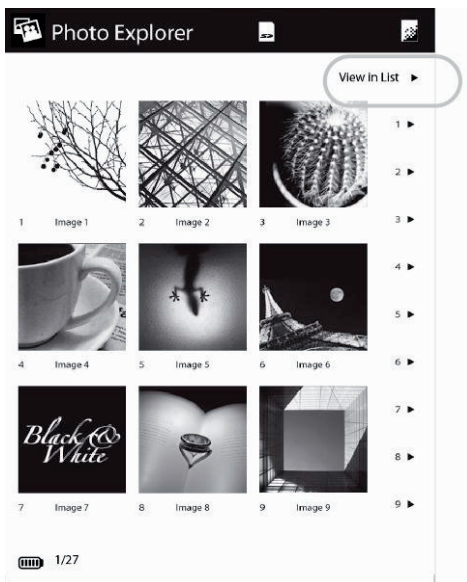 Photo Explorer
View in List ▶
1 ▶
2 ▶
3 ▶
1 Image 1
2 Image 2
3 Image 3
4 ▶
5 ▶
6 ▶
4 Image 4
5 Image 5
6 Image 6
7 ▶
8 ▶
9 ▶
Black &
White
7 Image 7
8 Image 8
9 Image 9
1/27